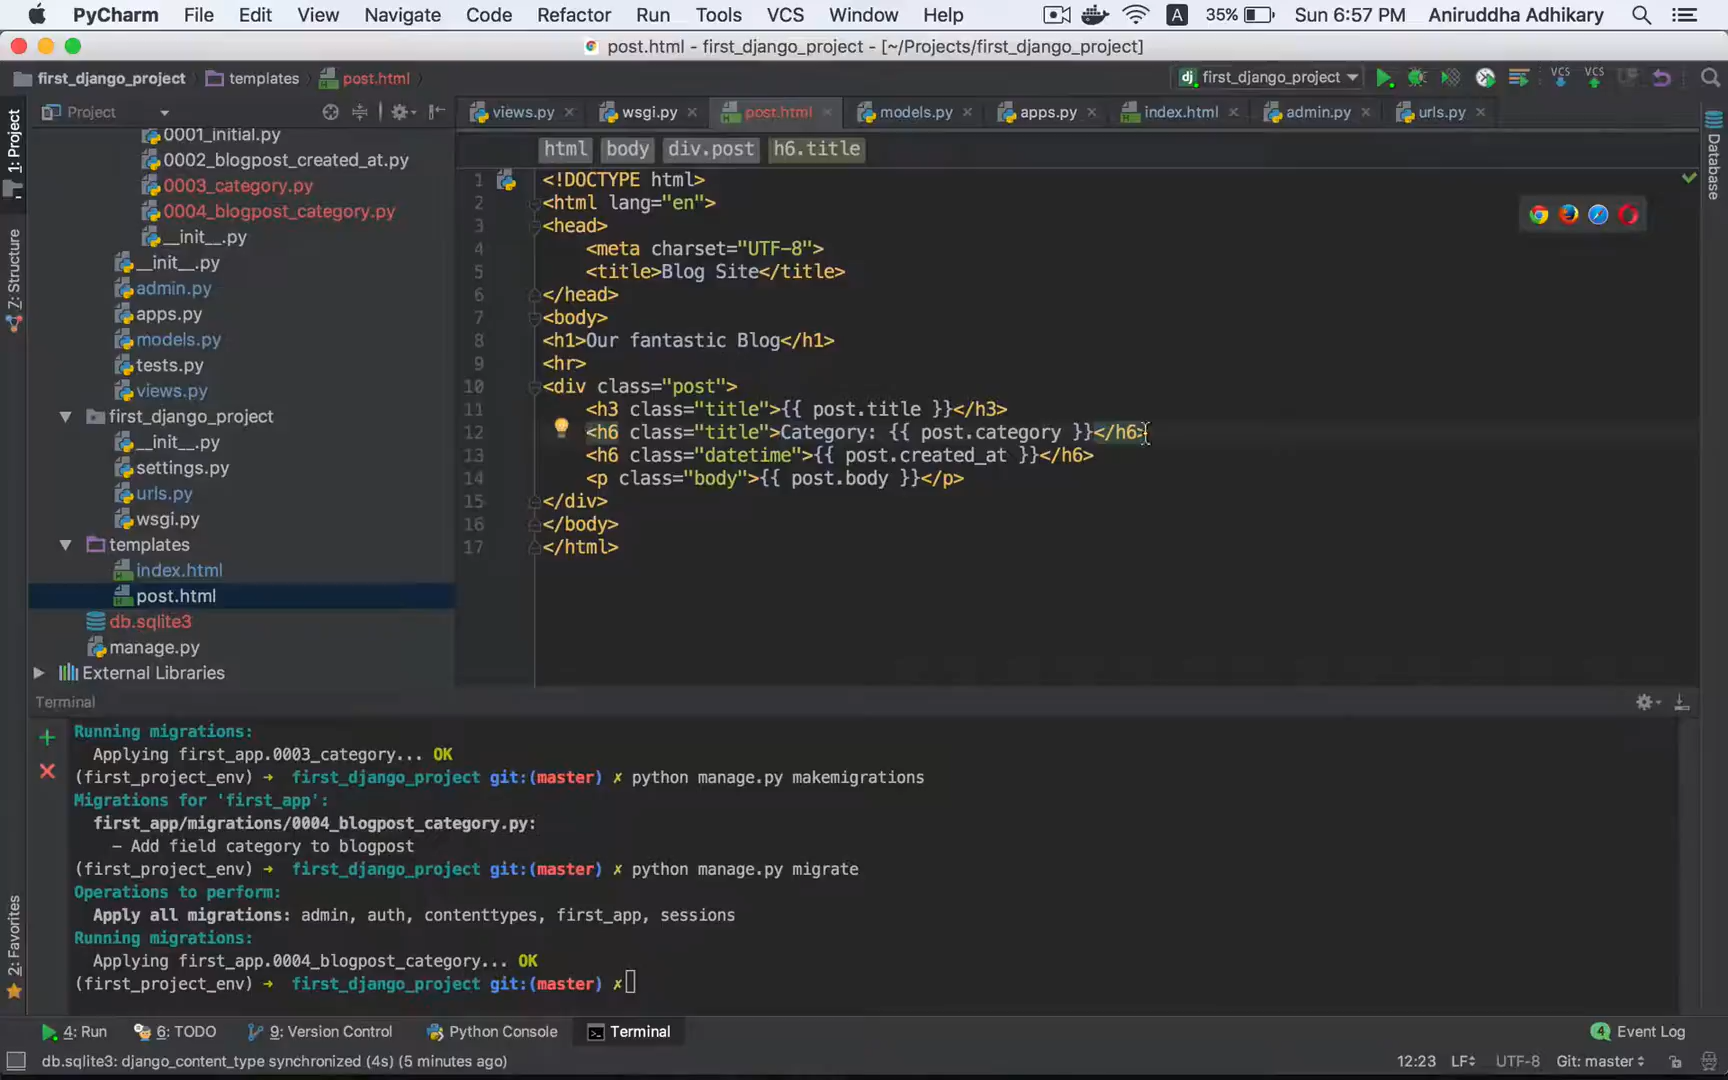 PyCharm File Edit View Navigate Code Refactor Run Tools VCS Window Help A 35% Sun 6:57 PM Aniruddha Adhikary
post.html - first_django_project - [~/Projects/first_django_project]
first_django_project templates post.html dj first_django_project VCS VCS
Project views.py wsgi.py post.html models.py apps.py index.html admin.py urls.py
1: Project
7: Structure
2: Favorites
Database
0001_initial.py
0002_blogpost_created_at.py
0003_category.py
0004_blogpost_category.py
__init__.py
__init__.py
admin.py
apps.py
models.py
tests.py
views.py
first_django_project
__init__.py
settings.py
urls.py
wsgi.py
templates
index.html
post.html
db.sqlite3
manage.py
External Libraries
html body div.post h6.title
1 <!DOCTYPE html>
2 <html lang="en">
3 <head>
4 <meta charset="UTF-8">
5 <title>Blog Site</title>
6 </head>
7 <body>
8 <h1>Our fantastic Blog</h1>
9 <hr>
10 <div class="post">
11 <h3 class="title">{{ post.title }}</h3>
12 <h6 class="title">Category: {{ post.category }}</h6>
13 <h6 class="datetime">{{ post.created_at }}</h6>
14 <p class="body">{{ post.body }}</p>
15 </div>
16 </body>
17 </html>
Terminal
Running migrations:
Applying first_app.0003_category... OK
(first_project_env) → first_django_project git:(master) ✗ python manage.py makemigrations
Migrations for 'first_app':
first_app/migrations/0004_blogpost_category.py:
– Add field category to blogpost
(first_project_env) → first_django_project git:(master) ✗ python manage.py migrate
Operations to perform:
Apply all migrations: admin, auth, contenttypes, first_app, sessions
Running migrations:
Applying first_app.0004_blogpost_category... OK
(first_project_env) → first_django_project git:(master) ✗
4: Run 6: TODO 9: Version Control Python Console Terminal 4 Event Log
db.sqlite3: django_content_type synchronized (4s) (5 minutes ago) 12:23 LF UTF-8 Git: master